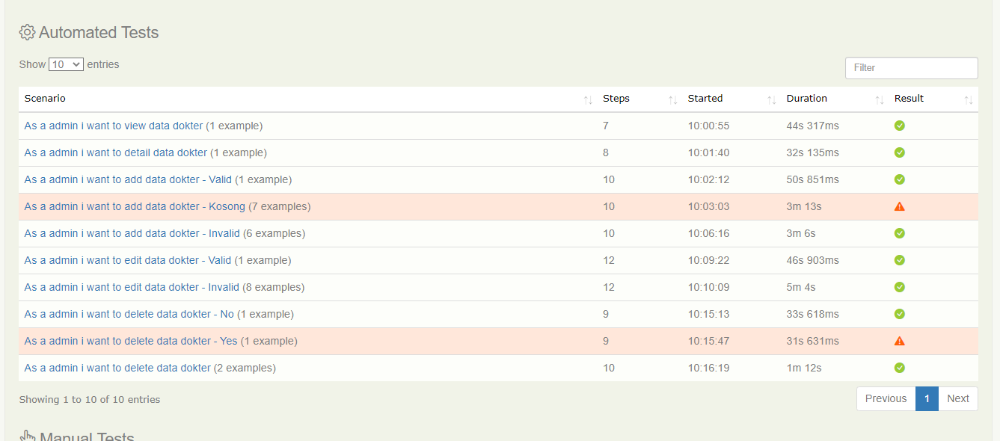 Automated Tests
Show 10 entries
Filter
Scenario Steps Started Duration Result
As a admin i want to view data dokter (1 example) 7 10:00:55 44s 317ms
As a admin i want to detail data dokter (1 example) 8 10:01:40 32s 135ms
As a admin i want to add data dokter - Valid (1 example) 10 10:02:12 50s 851ms
As a admin i want to add data dokter - Kosong (7 examples) 10 10:03:03 3m 13s
As a admin i want to add data dokter - Invalid (6 examples) 10 10:06:16 3m 6s
As a admin i want to edit data dokter - Valid (1 example) 12 10:09:22 46s 903ms
As a admin i want to edit data dokter - Invalid (8 examples) 12 10:10:09 5m 4s
As a admin i want to delete data dokter - No (1 example) 9 10:15:13 33s 618ms
As a admin i want to delete data dokter - Yes (1 example) 9 10:15:47 31s 631ms
As a admin i want to delete data dokter (2 examples) 10 10:16:19 1m 12s
Showing 1 to 10 of 10 entries
Previous 1 Next
Manual Tests